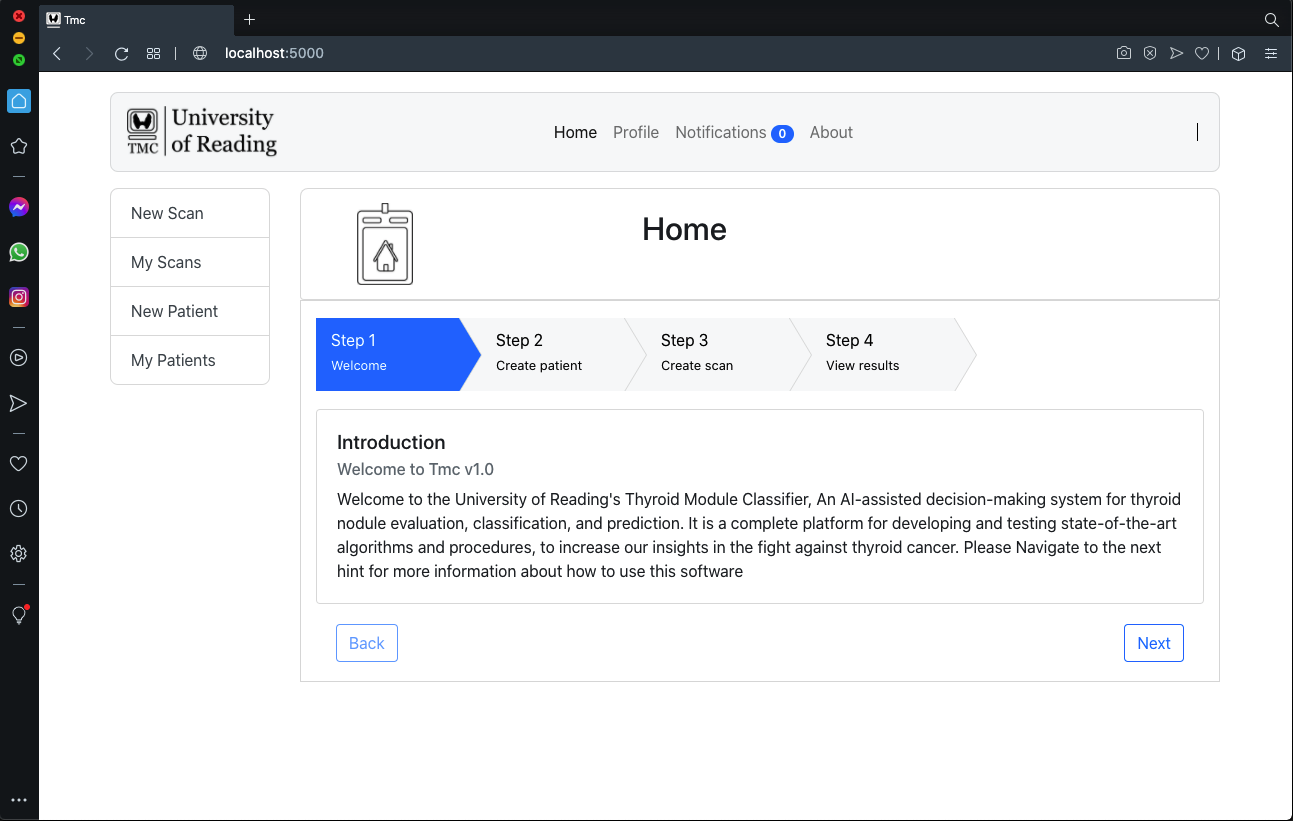 Tmc
localhost:5000
University
of Reading
TMC
Home Profile Notifications 0 About
New Scan
My Scans
New Patient
My Patients
Home
Step 1
Welcome
Step 2
Create patient
Step 3
Create scan
Step 4
View results
Introduction
Welcome to Tmc v1.0
Welcome to the University of Reading's Thyroid Module Classifier, An AI-assisted decision-making system for thyroid
nodule evaluation, classification, and prediction. It is a complete platform for developing and testing state-of-the-art
algorithms and procedures, to increase our insights in the fight against thyroid cancer. Please Navigate to the next
hint for more information about how to use this software
Back
Next